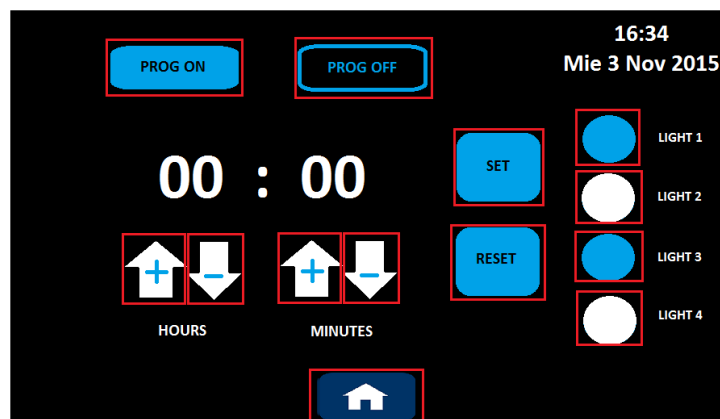 16:34
Mie 3 Nov 2015
PROG ON
PROG OFF
00 : 00
SET
RESET
LIGHT 1
LIGHT 2
LIGHT 3
LIGHT 4
+
-
+
-
HOURS
MINUTES